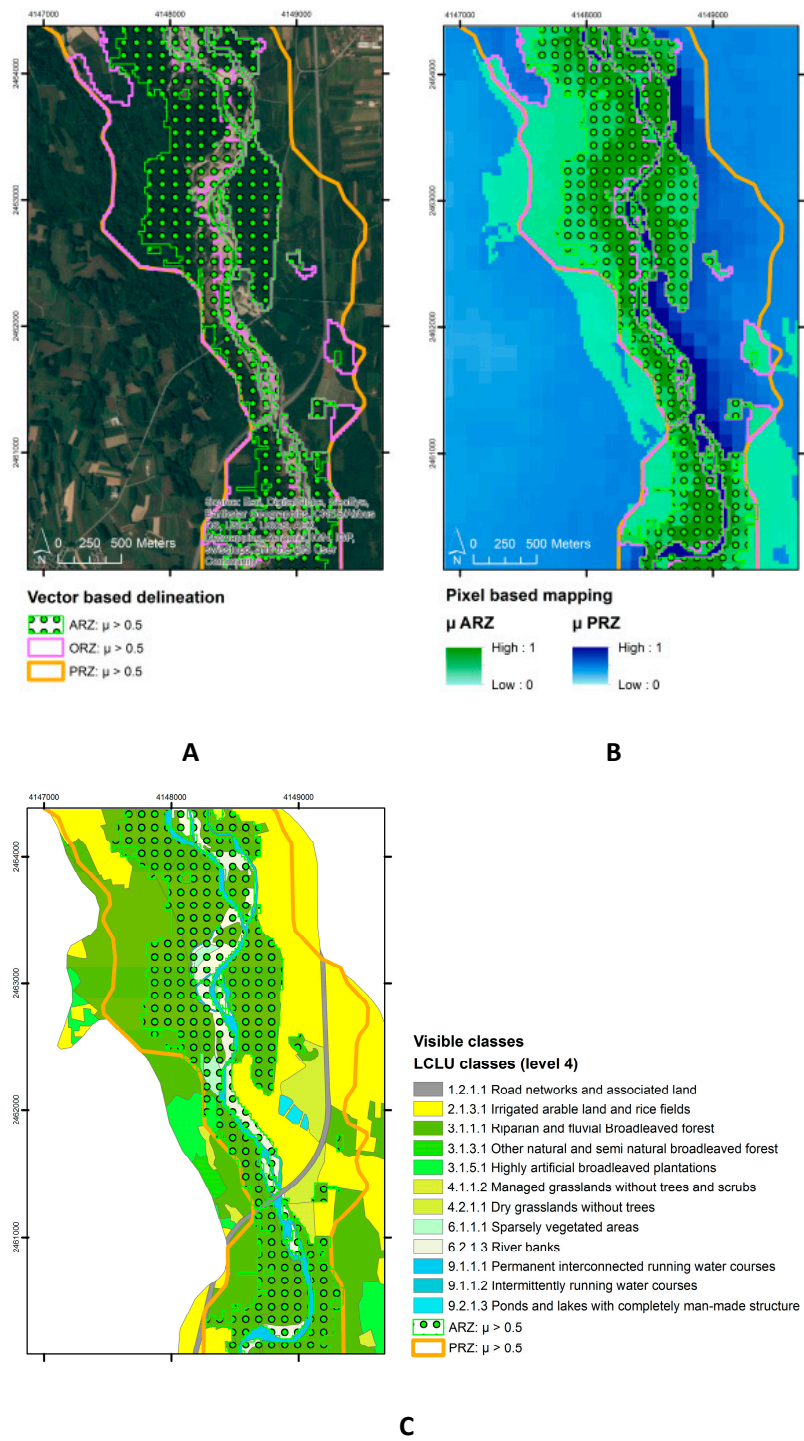 4147000 4148000 4149000
2464000
2463000
2462000
2461000
N
0 250 500 Meters
Vector based delineation
ARZ: µ > 0.5
ORZ: µ > 0.5
PRZ: µ > 0.5
A
4147000 4148000 4149000
2464000
2463000
2462000
2461000
N
0 250 500 Meters
Pixel based mapping
µ ARZ µ PRZ
High : 1 High : 1
Low : 0 Low : 0
B
4147000 4148000 4149000
2464000
2463000
2462000
2461000
Visible classes
LCLU classes (level 4)
1.2.1.1 Road networks and associated land
2.1.3.1 Irrigated arable land and rice fields
3.1.1.1 Riparian and fluvial Broadleaved forest
3.1.3.1 Other natural and semi natural broadleaved forest
3.1.5.1 Highly artificial broadleaved plantations
4.1.1.2 Managed grasslands without trees and scrubs
4.2.1.1 Dry grasslands without trees
6.1.1.1 Sparsely vegetated areas
6.2.1.3 River banks
9.1.1.1 Permanent interconnected running water courses
9.1.1.2 Intermittently running water courses
9.2.1.3 Ponds and lakes with completely man-made structure
ARZ: µ > 0.5
PRZ: µ > 0.5
C